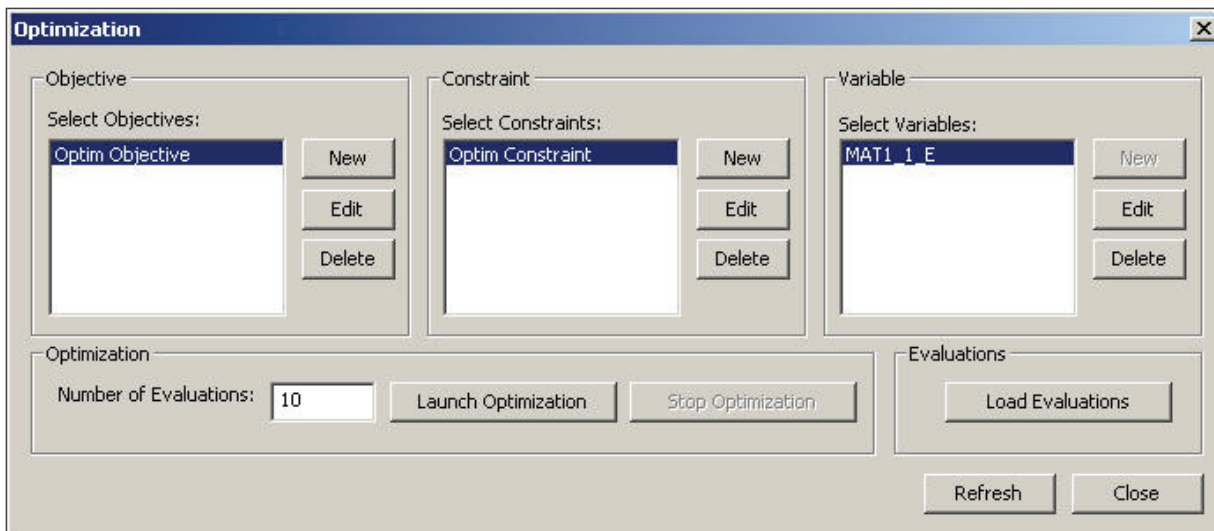 Optimization
Objective Constraint Variable
Select Objectives: Select Constraints: Select Variables:
Optim Objective New Optim Constraint New MAT1_1_E New
Edit Edit Edit
Delete Delete Delete
Optimization Evaluations
Number of Evaluations: 10 Launch Optimization Stop Optimization Load Evaluations
Refresh Close